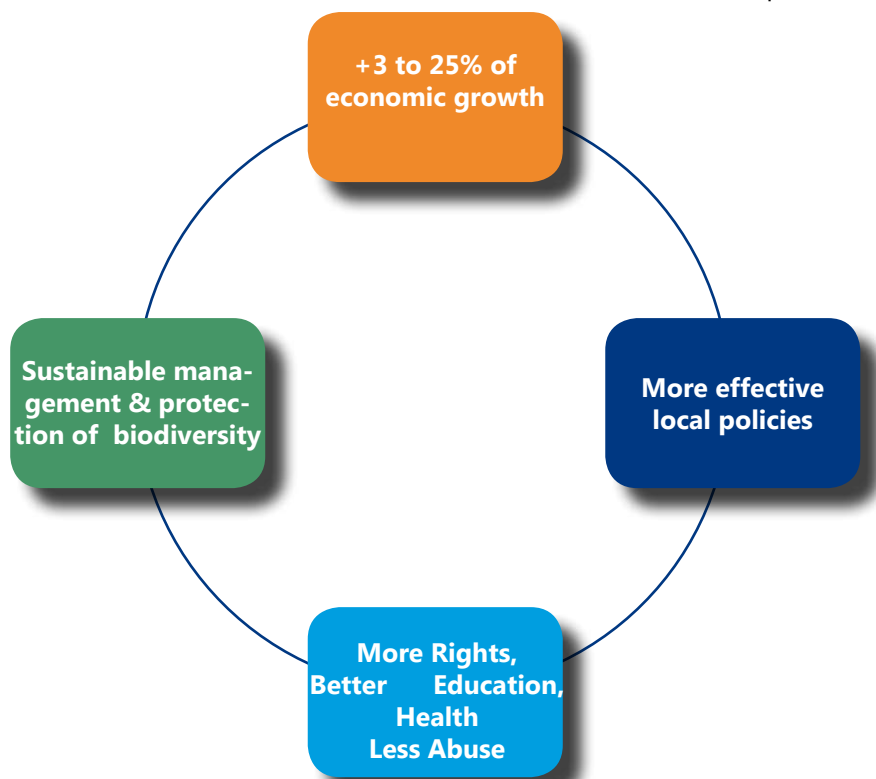 +3 to 25% of
economic growth
Sustainable mana-
gement & protec-
tion of biodiversity
More effective
local policies
More Rights,
Better Education,
Health
Less Abuse